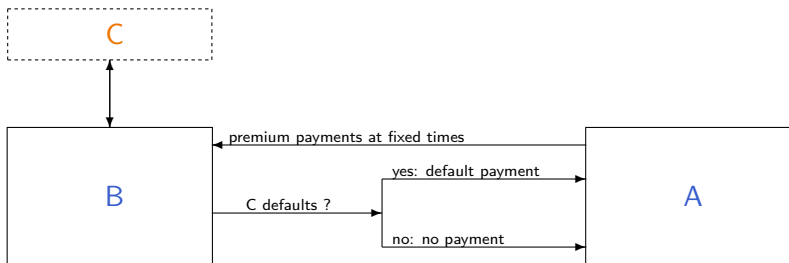 C
premium payments at fixed times
yes: default payment
B
A
C defaults ?
no: no payment